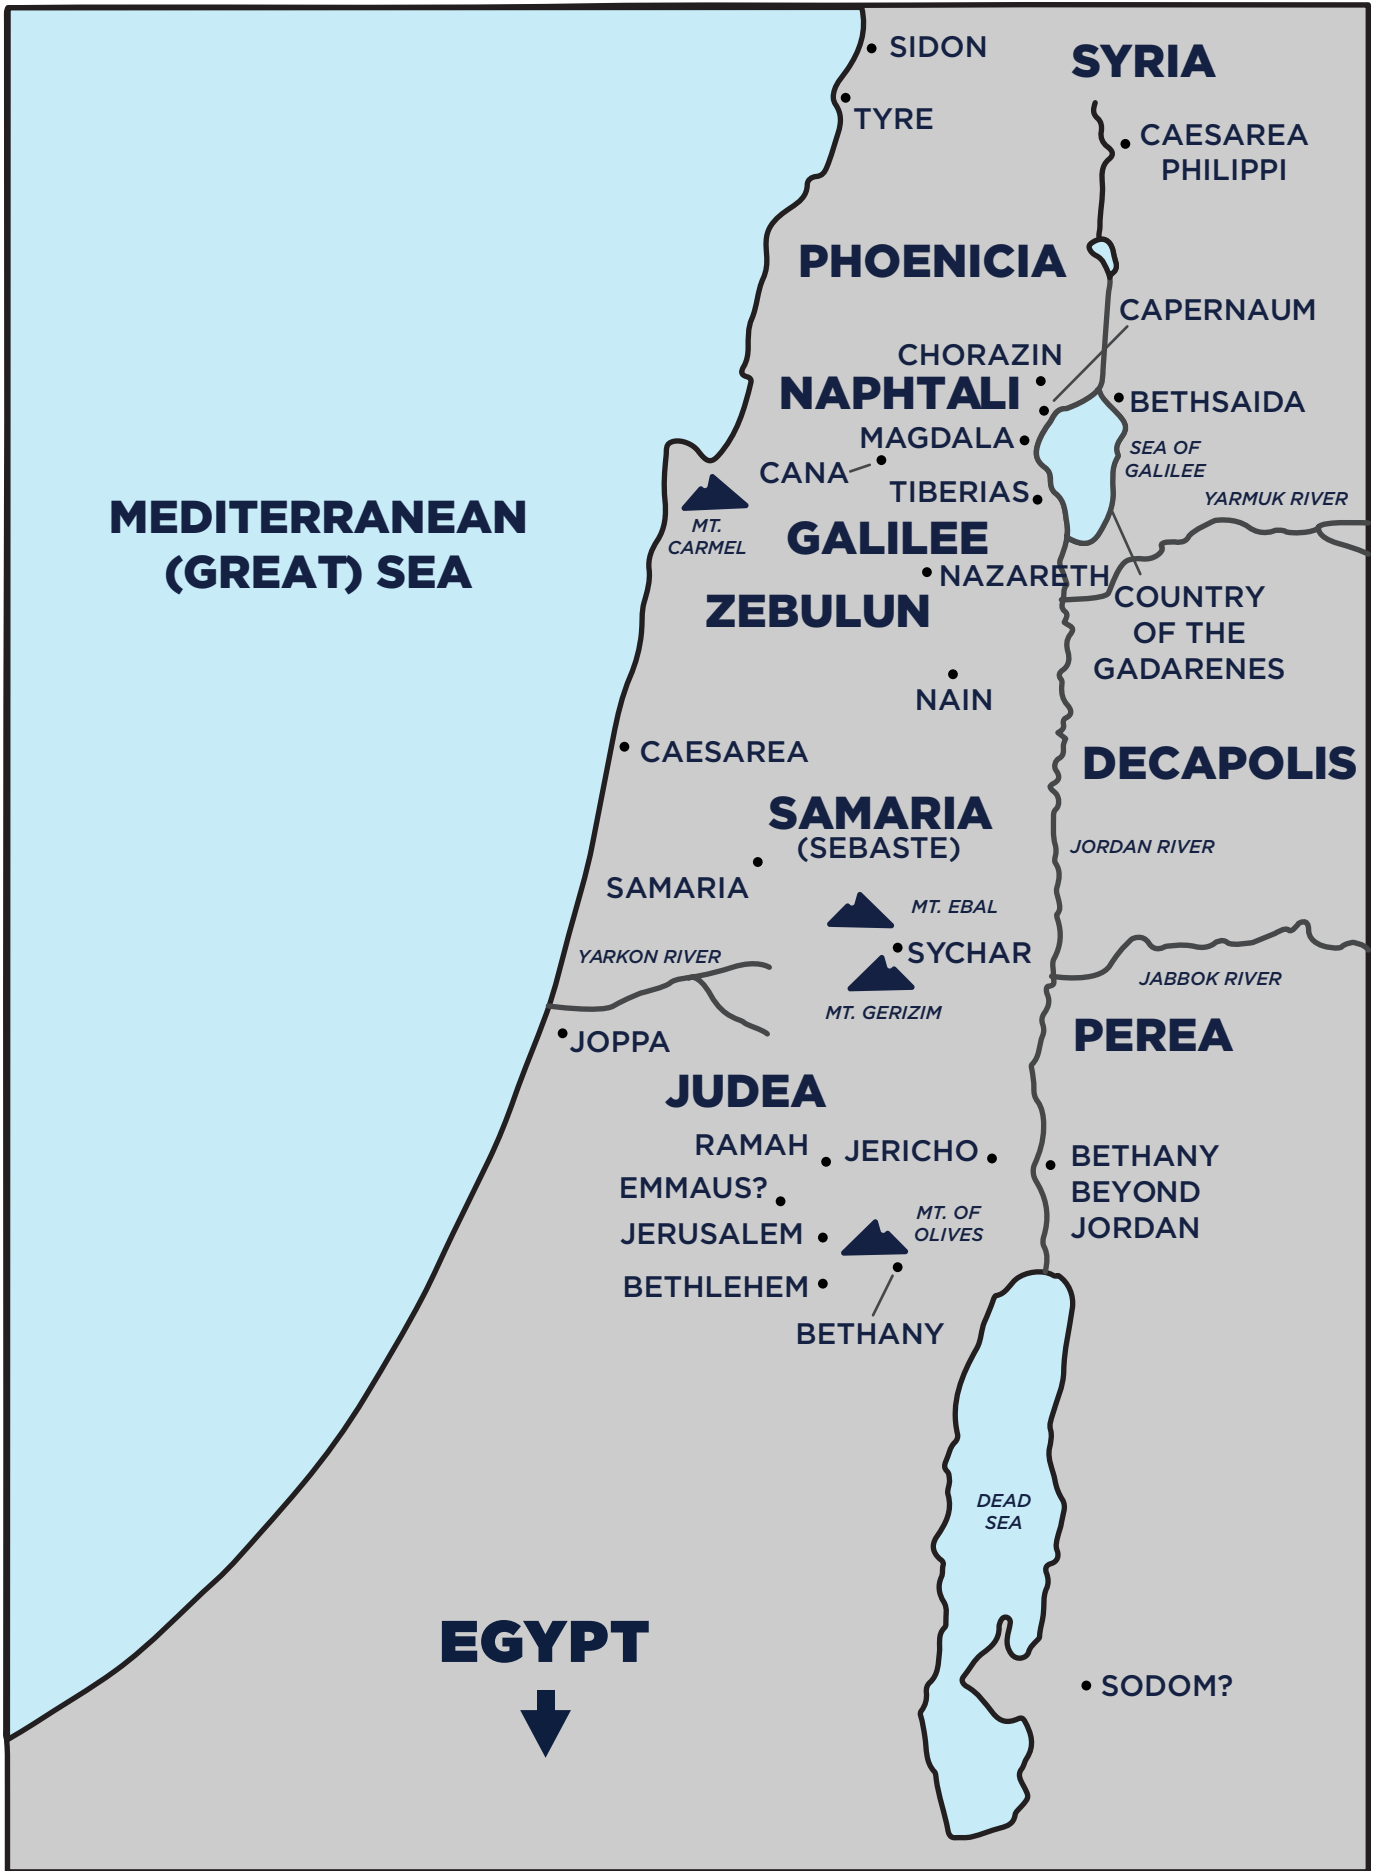 SIDON
SYRIA
TYRE
CAESAREA
PHILIPPI
PHOENICIA
CAPERNAUM
CHORAZIN
NAPHTALI
BETHSAIDA
MAGDALA
SEA OF
GALILEE
CANA
TIBERIAS
YARMUK RIVER
MEDITERRANEAN
(GREAT) SEA
MT.
CARMEL
GALILEE
NAZARETH
COUNTRY
OF THE
GADARENES
ZEBULUN
NAIN
CAESAREA
DECAPOLIS
SAMARIA
(SEBASTE)
JORDAN RIVER
SAMARIA
MT. EBAL
YARKON RIVER
SYCHAR
JABBOK RIVER
MT. GERIZIM
JOPPA
PEREA
JUDEA
RAMAH
JERICHO
BETHANY
BEYOND
JORDAN
EMMAUS?
MT. OF
OLIVES
JERUSALEM
BETHLEHEM
BETHANY
DEAD
SEA
EGYPT
SODOM?